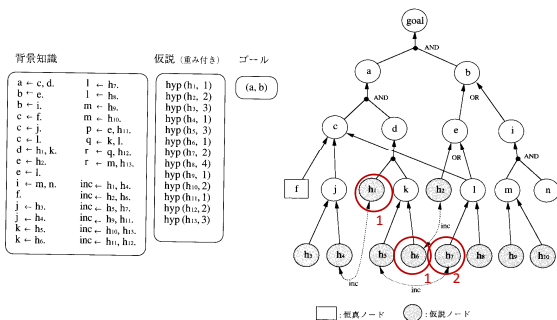 背景知識
a ← c, d.
b ← e.
b ← i.
c ← f.
c ← j.
c ← l.
d ← h₁, k.
e ← h₂.
e ← l.
i ← m, n.
f.
j ← h₃.
j ← h₄.
k ← h₅.
k ← h₆.
l ← h₇.
l ← h₈.
m ← h₉.
m ← h₁₀.
p ← e, h₁₁.
q ← k, l.
r ← q, h₁₂.
r ← m, h₁₃.
inc ← h₁, h₄.
inc ← h₂, h₆.
inc ← h₅, h₇.
inc ← h₉, h₁₁.
inc ← h₁₀, h₁₃.
inc ← h₁₁, h₁₂.
仮説 (重み付き)
hyp (h₁, 1)
hyp (h₂, 2)
hyp (h₃, 3)
hyp (h₄, 1)
hyp (h₅, 3)
hyp (h₆, 1)
hyp (h₇, 2)
hyp (h₈, 4)
hyp (h₉, 1)
hyp (h₁₀, 2)
hyp (h₁₁, 1)
hyp (h₁₂, 2)
hyp (h₁₃, 3)
ゴール
(a, b)
goal
AND
a
b
AND
OR
c
d
e
i
OR
AND
f
j
h₁
k
h₂
l
m
n
1
inc
h₃
h₄
h₅
h₆
h₇
h₈
h₉
h₁₀
inc
inc
1
2
:恒真ノード
:仮説ノード